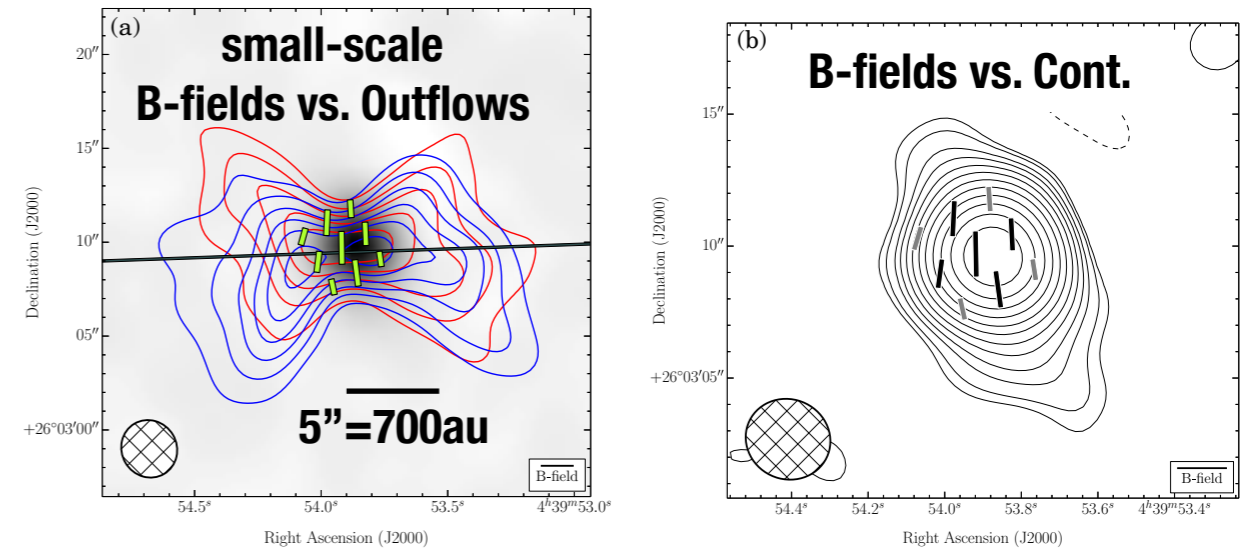 (a)
small-scale
B-fields vs. Outflows
20″
15″
10″
05″
+26°03′00″
Declination (J2000)
5”=700au
B-field
54.5ˢ
54.0ˢ
53.5ˢ
4ʰ39ᵐ53.0ˢ
Right Ascension (J2000)
(b)
B-fields vs. Cont.
15″
10″
+26°03′05″
Declination (J2000)
B-field
54.4ˢ
54.2ˢ
54.0ˢ
53.8ˢ
53.6ˢ
4ʰ39ᵐ53.4ˢ
Right Ascension (J2000)